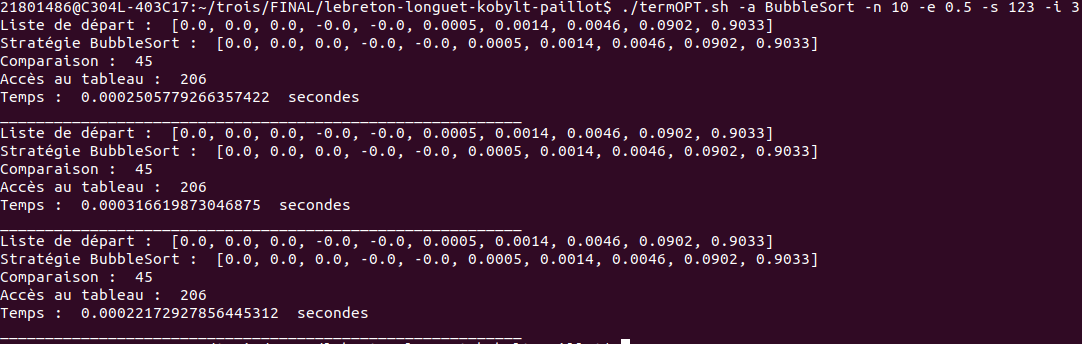 21801486@C304L-403C17:~/trois/FINAL/lebreton-longuet-kobylt-paillot$ ./termOPT.sh -a BubbleSort -n 10 -e 0.5 -s 123 -i 3
Liste de départ :  [0.0, 0.0, 0.0, -0.0, -0.0, 0.0005, 0.0014, 0.0046, 0.0902, 0.9033]
Stratégie BubbleSort :  [0.0, 0.0, 0.0, -0.0, -0.0, 0.0005, 0.0014, 0.0046, 0.0902, 0.9033]
Comparaison :  45
Accès au tableau :  206
Temps :  0.0002505779266357422  secondes
__________________________________________________________
Liste de départ :  [0.0, 0.0, 0.0, -0.0, -0.0, 0.0005, 0.0014, 0.0046, 0.0902, 0.9033]
Stratégie BubbleSort :  [0.0, 0.0, 0.0, -0.0, -0.0, 0.0005, 0.0014, 0.0046, 0.0902, 0.9033]
Comparaison :  45
Accès au tableau :  206
Temps :  0.000316619873046875  secondes
__________________________________________________________
Liste de départ :  [0.0, 0.0, 0.0, -0.0, -0.0, 0.0005, 0.0014, 0.0046, 0.0902, 0.9033]
Stratégie BubbleSort :  [0.0, 0.0, 0.0, -0.0, -0.0, 0.0005, 0.0014, 0.0046, 0.0902, 0.9033]
Comparaison :  45
Accès au tableau :  206
Temps :  0.00022172927856445312  secondes
__________________________________________________________